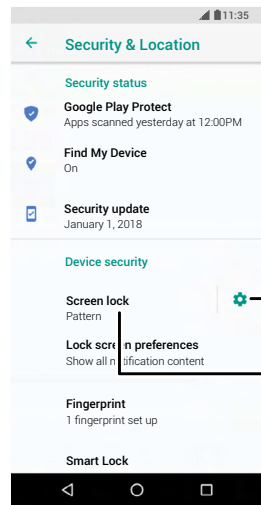 11:35
Security & Location
Security status
Google Play Protect
Apps scanned yesterday at 12:00PM
Find My Device
On
Security update
January 1, 2018
Device security
Screen lock
Pattern
Lock screen preferences
Show all notification content
Fingerprint
1 fingerprint set up
Smart Lock